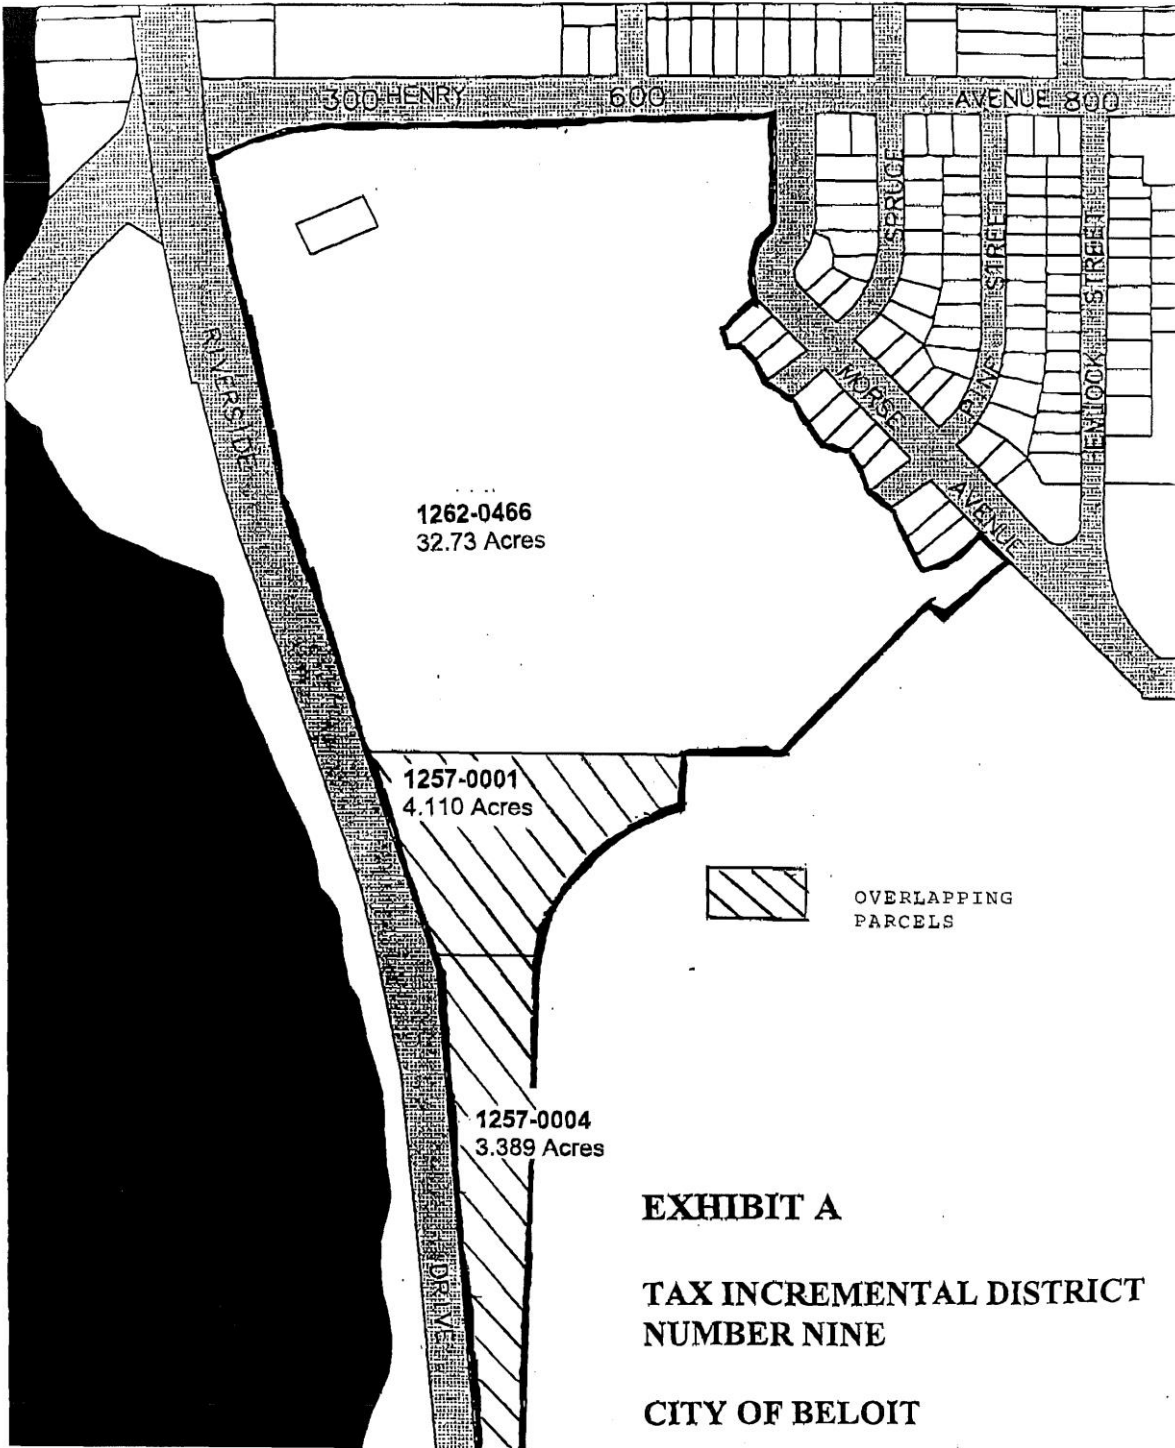 300 HENRY 600 AVENUE 800
SPRUCE
STREET
STREET
RIVERSIDE
MORSE
PINE
HEMLOCK
AVENUE
1262-0466
32.73 Acres
1257-0001
4.110 Acres
OVERLAPPING
PARCELS
1257-0004
3.389 Acres
DRIVE
EXHIBIT A
TAX INCREMENTAL DISTRICT
NUMBER NINE
CITY OF BELOIT